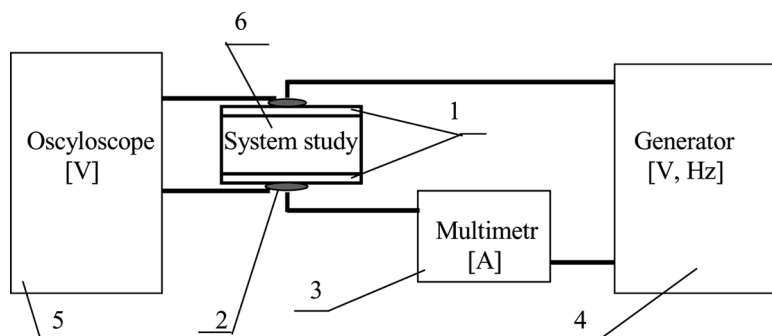 6
1
Oscyloscope
[V]
System study
Generator
[V, Hz]
Multimetr
[A]
5
2
3
4